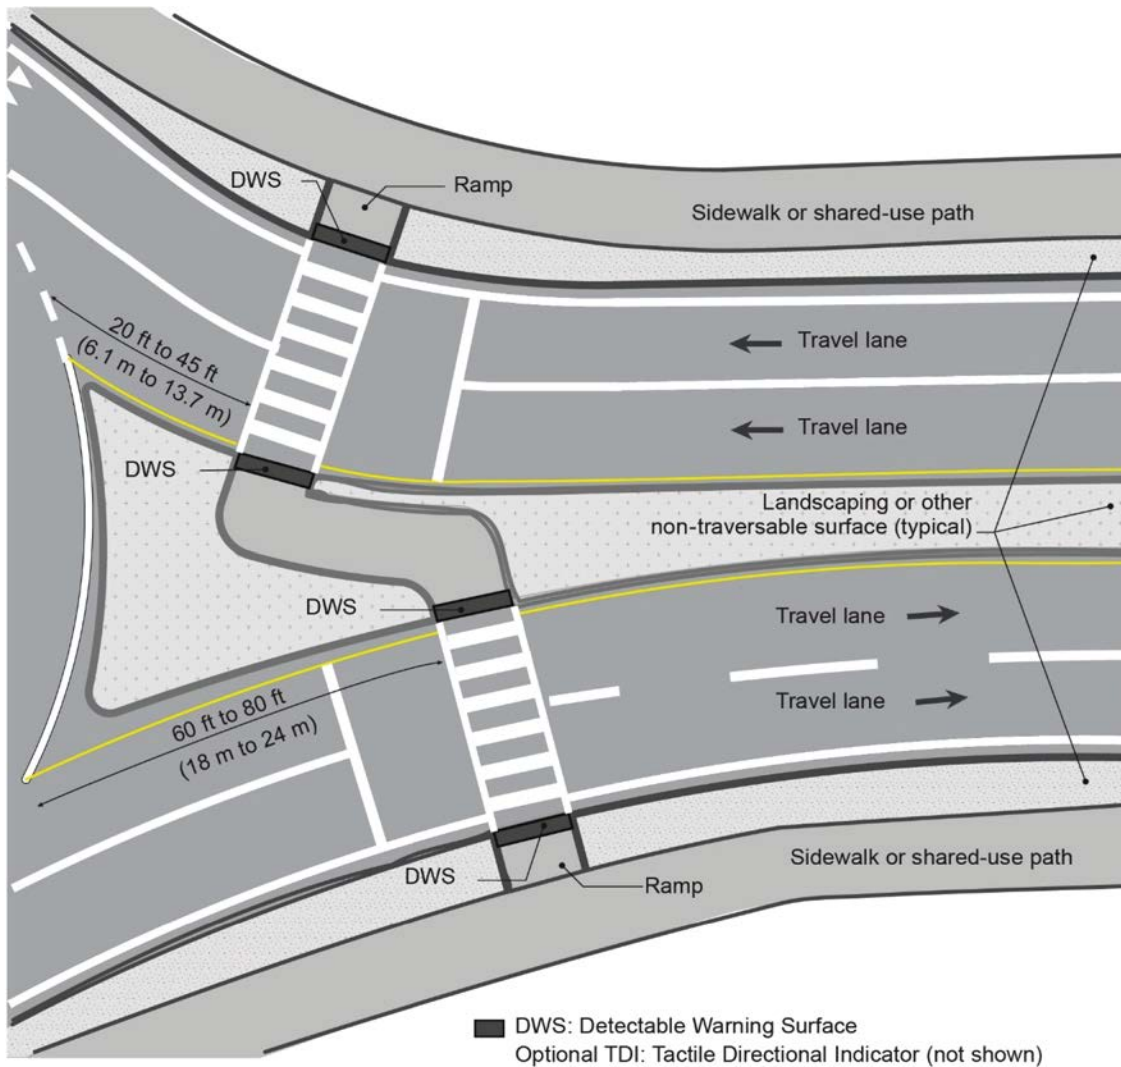 DWS
Ramp
Sidewalk or shared-use path
20 ft to 45 ft
(6.1 m to 13.7 m)
Travel lane
Travel lane
DWS
Landscaping or other
non-traversable surface (typical)
DWS
Travel lane
Travel lane
60 ft to 80 ft
(18 m to 24 m)
Sidewalk or shared-use path
DWS
Ramp
DWS: Detectable Warning Surface
Optional TDI: Tactile Directional Indicator (not shown)